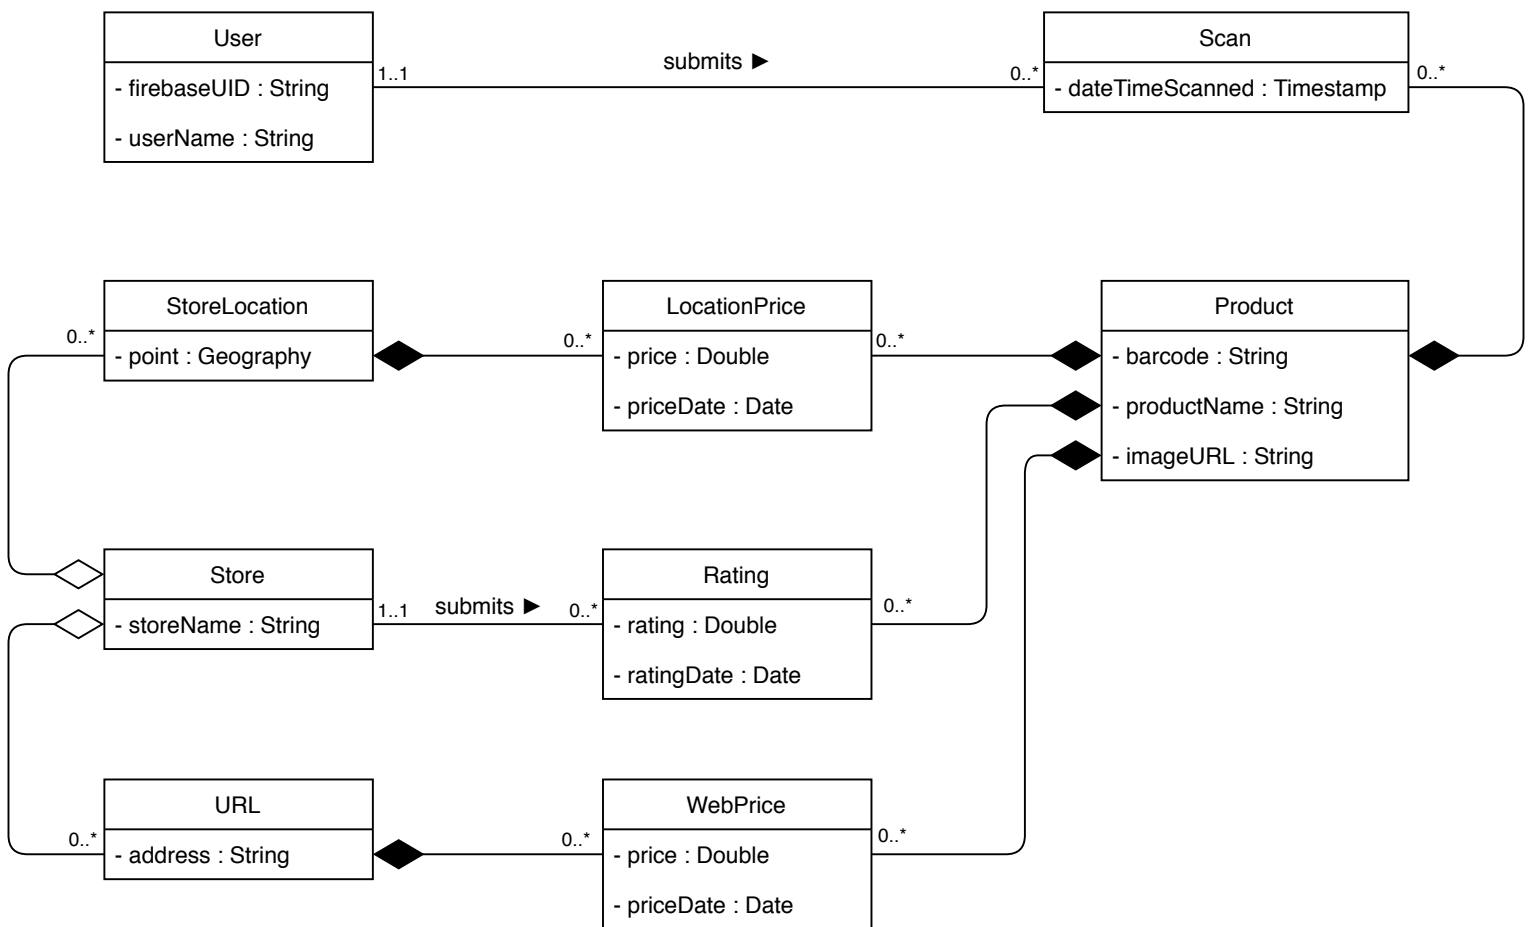 User
- firebaseUID : String
- userName : String
1..1
submits ►
0..*
Scan
- dateTimeScanned : Timestamp
0..*
StoreLocation
- point : Geography
0..*
0..*
LocationPrice
- price : Double
- priceDate : Date
0..*
Product
- barcode : String
- productName : String
- imageURL : String
Store
- storeName : String
1..1
submits ►
0..*
Rating
- rating : Double
- ratingDate : Date
0..*
URL
- address : String
0..*
0..*
WebPrice
- price : Double
- priceDate : Date
0..*